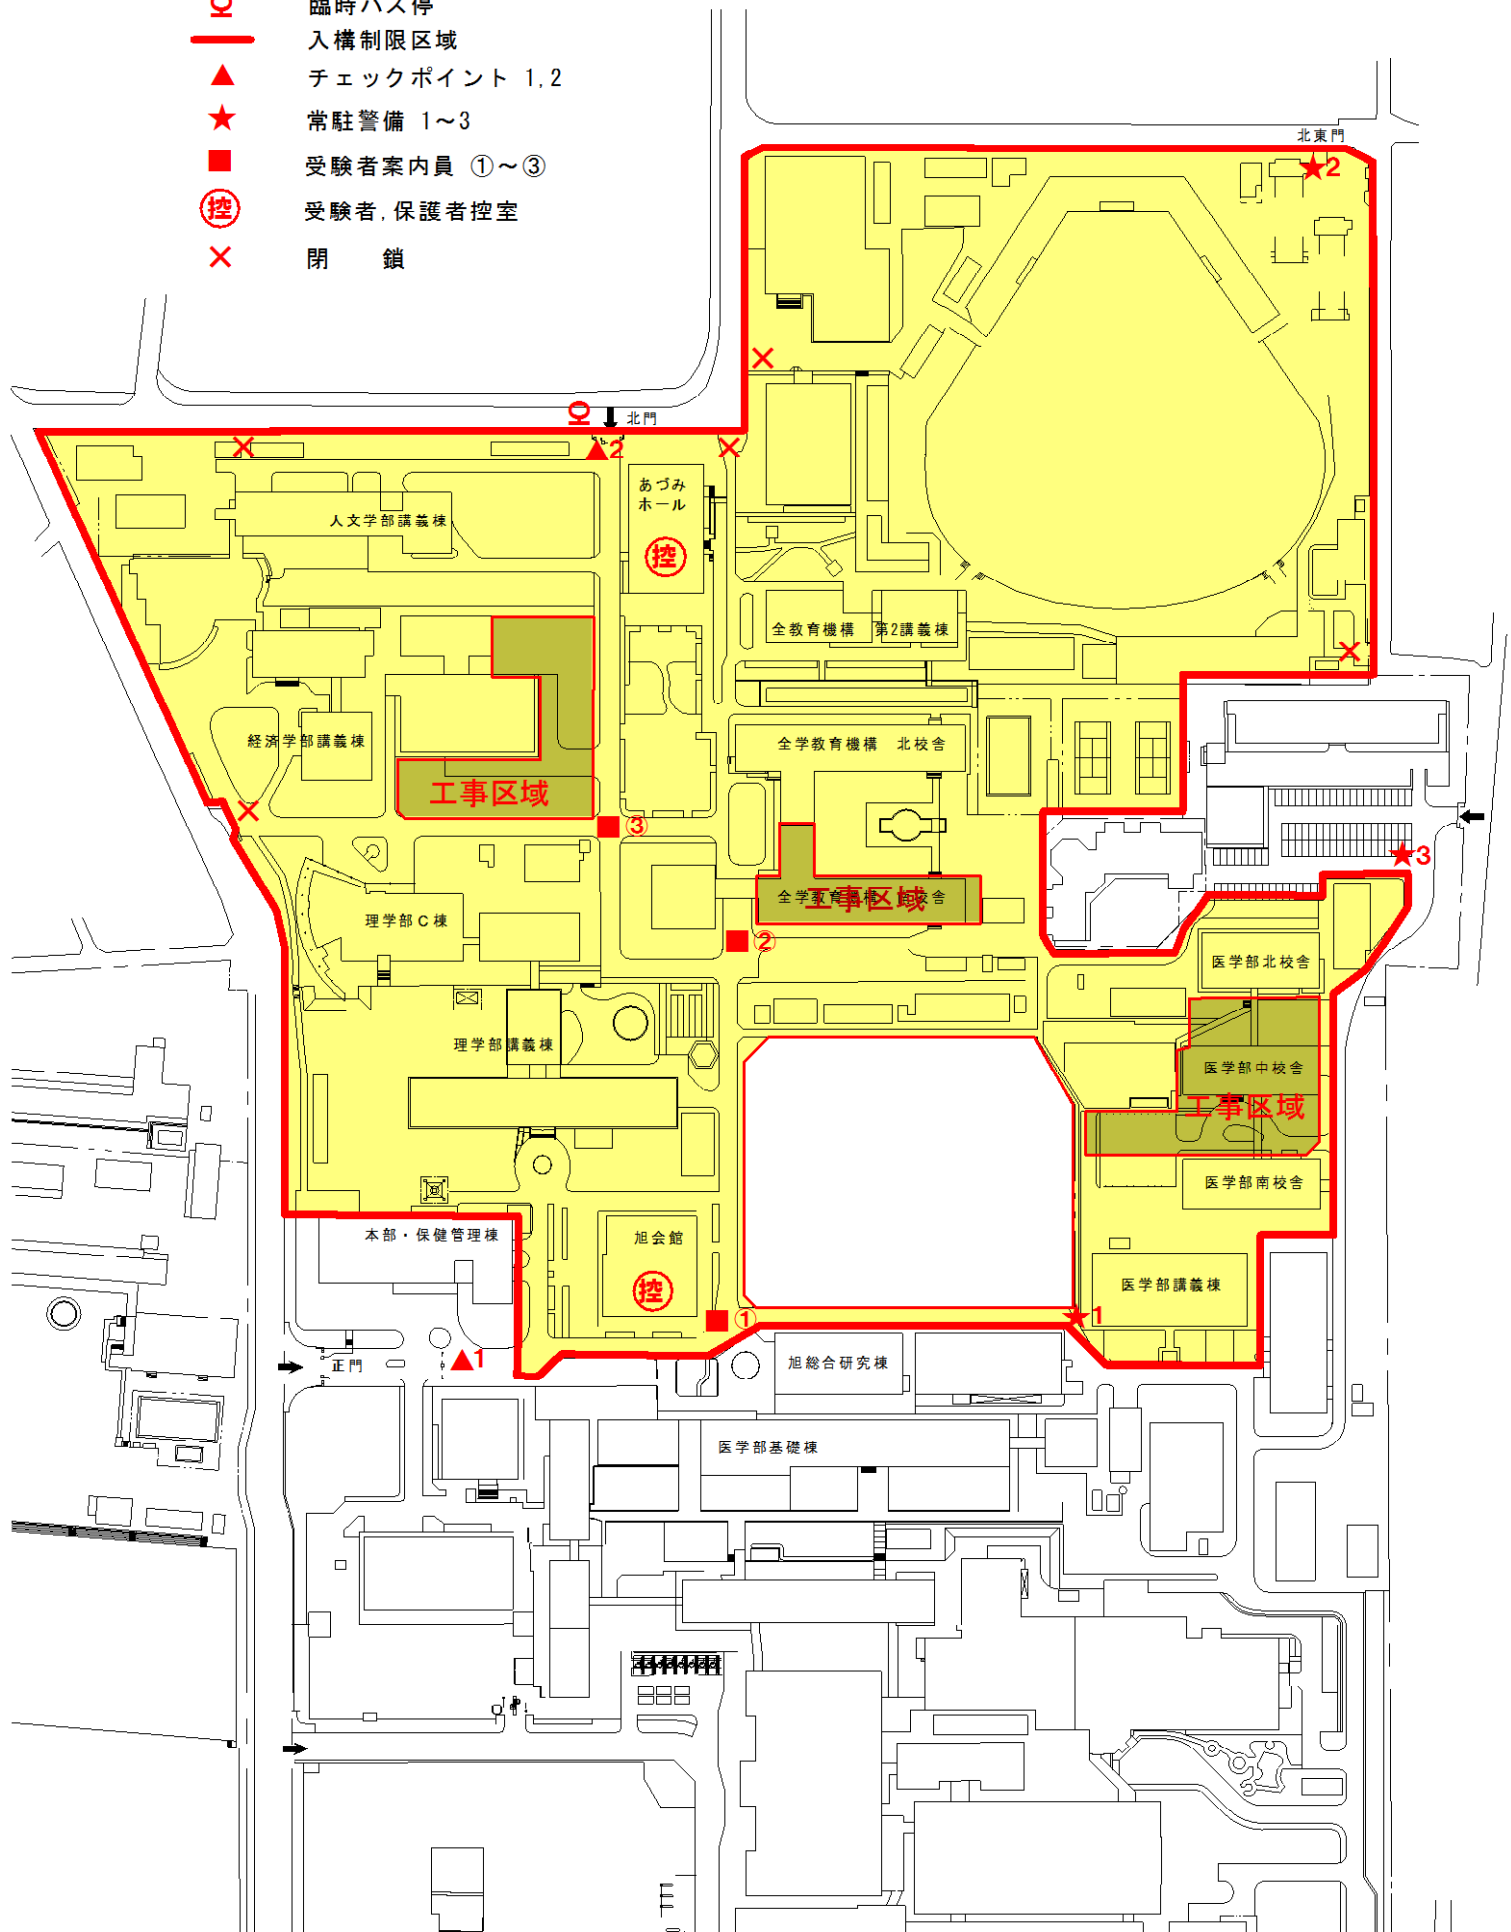 臨時バス停
入構制限区域
▲ チェックポイント 1,2
★ 常駐警備 1～3
■ 受験者案内員 ①～③
控 受験者,保護者控室
× 閉　鎖
北東門
★2
北門
▲2
あづみ
ホール
控
人文学部講義棟
全教育機構 第2講義棟
経済学部講義棟
全学教育機構 北校舎
工事区域
■ ③
★3
全学教育機構 南校舎
工事区域
理学部C棟
■ ②
医学部北校舎
理学部講義棟
医学部中校舎
工事区域
医学部南校舎
本部・保健管理棟
旭会館
控
医学部講義棟
■ ①
★1
正門
▲1
旭総合研究棟
医学部基礎棟